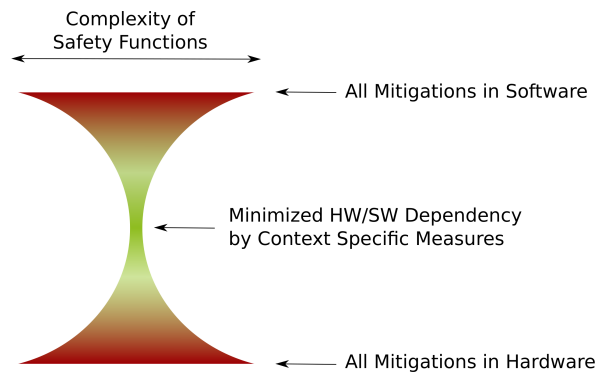 Complexity of
Safety Functions
All Mitigations in Software
Minimized HW/SW Dependency
by Context Specific Measures
All Mitigations in Hardware